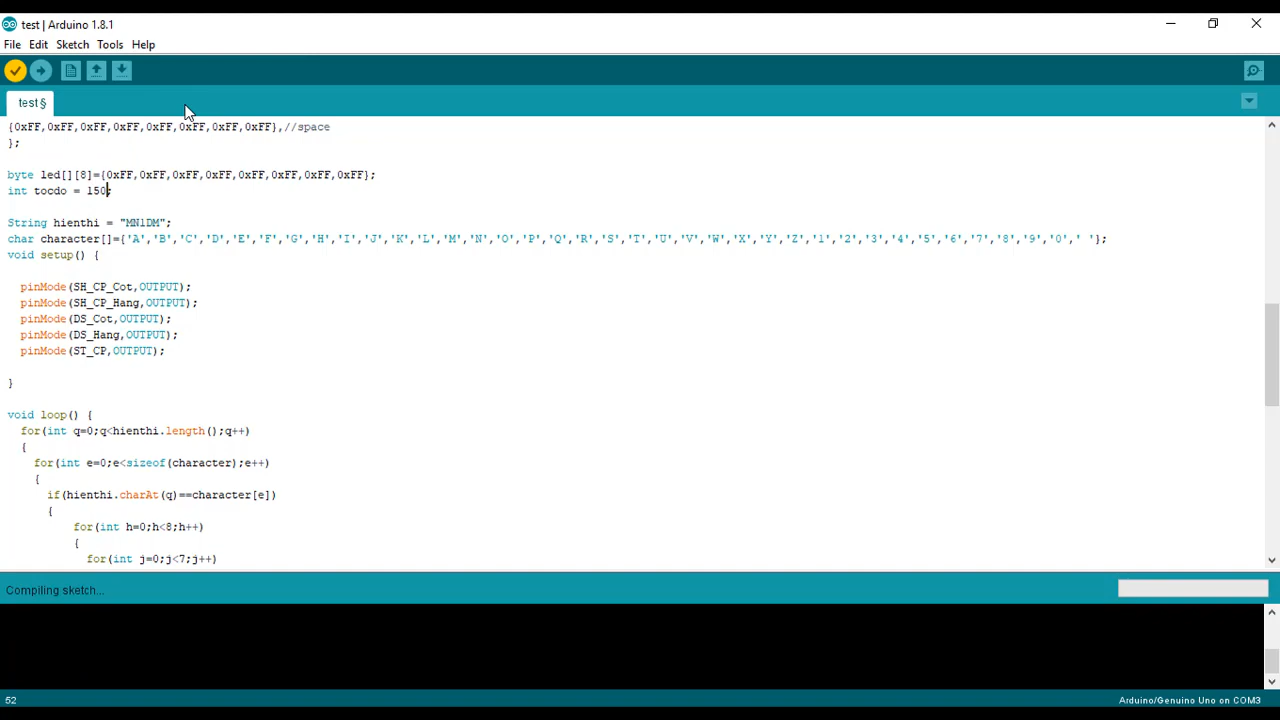 test | Arduino 1.8.1
File Edit Sketch Tools Help
test §
{0xFF,0xFF,0xFF,0xFF,0xFF,0xFF,0xFF,0xFF},//space
};
byte led[][8]={0xFF,0xFF,0xFF,0xFF,0xFF,0xFF,0xFF,0xFF};
int tocdo = 150;
String hienthi = "MN1DM";
char character[]={'A','B','C','D','E','F','G','H','I','J','K','L','M','N','O','P','Q','R','S','T','U','V','W','X','Y','Z','1','2','3','4','5','6','7','8','9','0',' '};
void setup() {
pinMode(SH_CP_Cot,OUTPUT);
pinMode(SH_CP_Hang,OUTPUT);
pinMode(DS_Cot,OUTPUT);
pinMode(DS_Hang,OUTPUT);
pinMode(ST_CP,OUTPUT);
}
void loop() {
for(int q=0;q<hienthi.length();q++)
{
for(int e=0;e<sizeof(character);e++)
{
if(hienthi.charAt(q)==character[e])
{
for(int h=0;h<8;h++)
{
for(int j=0;j<7;j++)
Compiling sketch...
52 Arduino/Genuino Uno on COM3